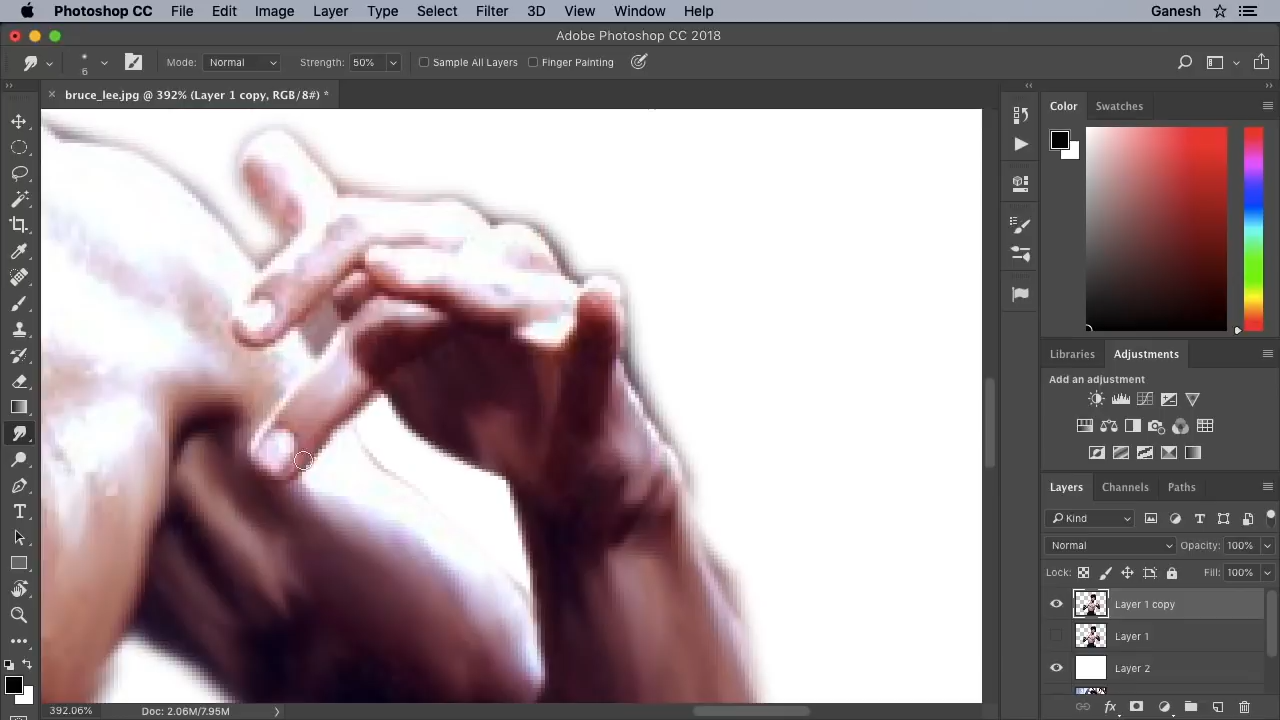 Photoshop CC File Edit Image Layer Type Select Filter 3D View Window Help Ganesh
Adobe Photoshop CC 2018
6 Mode: Normal Strength: 50% Sample All Layers Finger Painting
× bruce_lee.jpg @ 392% (Layer 1 copy, RGB/8#) *
Color Swatches
Libraries Adjustments
Add an adjustment
Layers Channels Paths
Kind
Normal Opacity: 100%
Lock: Fill: 100%
Layer 1 copy
Layer 1
Layer 2
392.06% Doc: 2.06M/7.95M